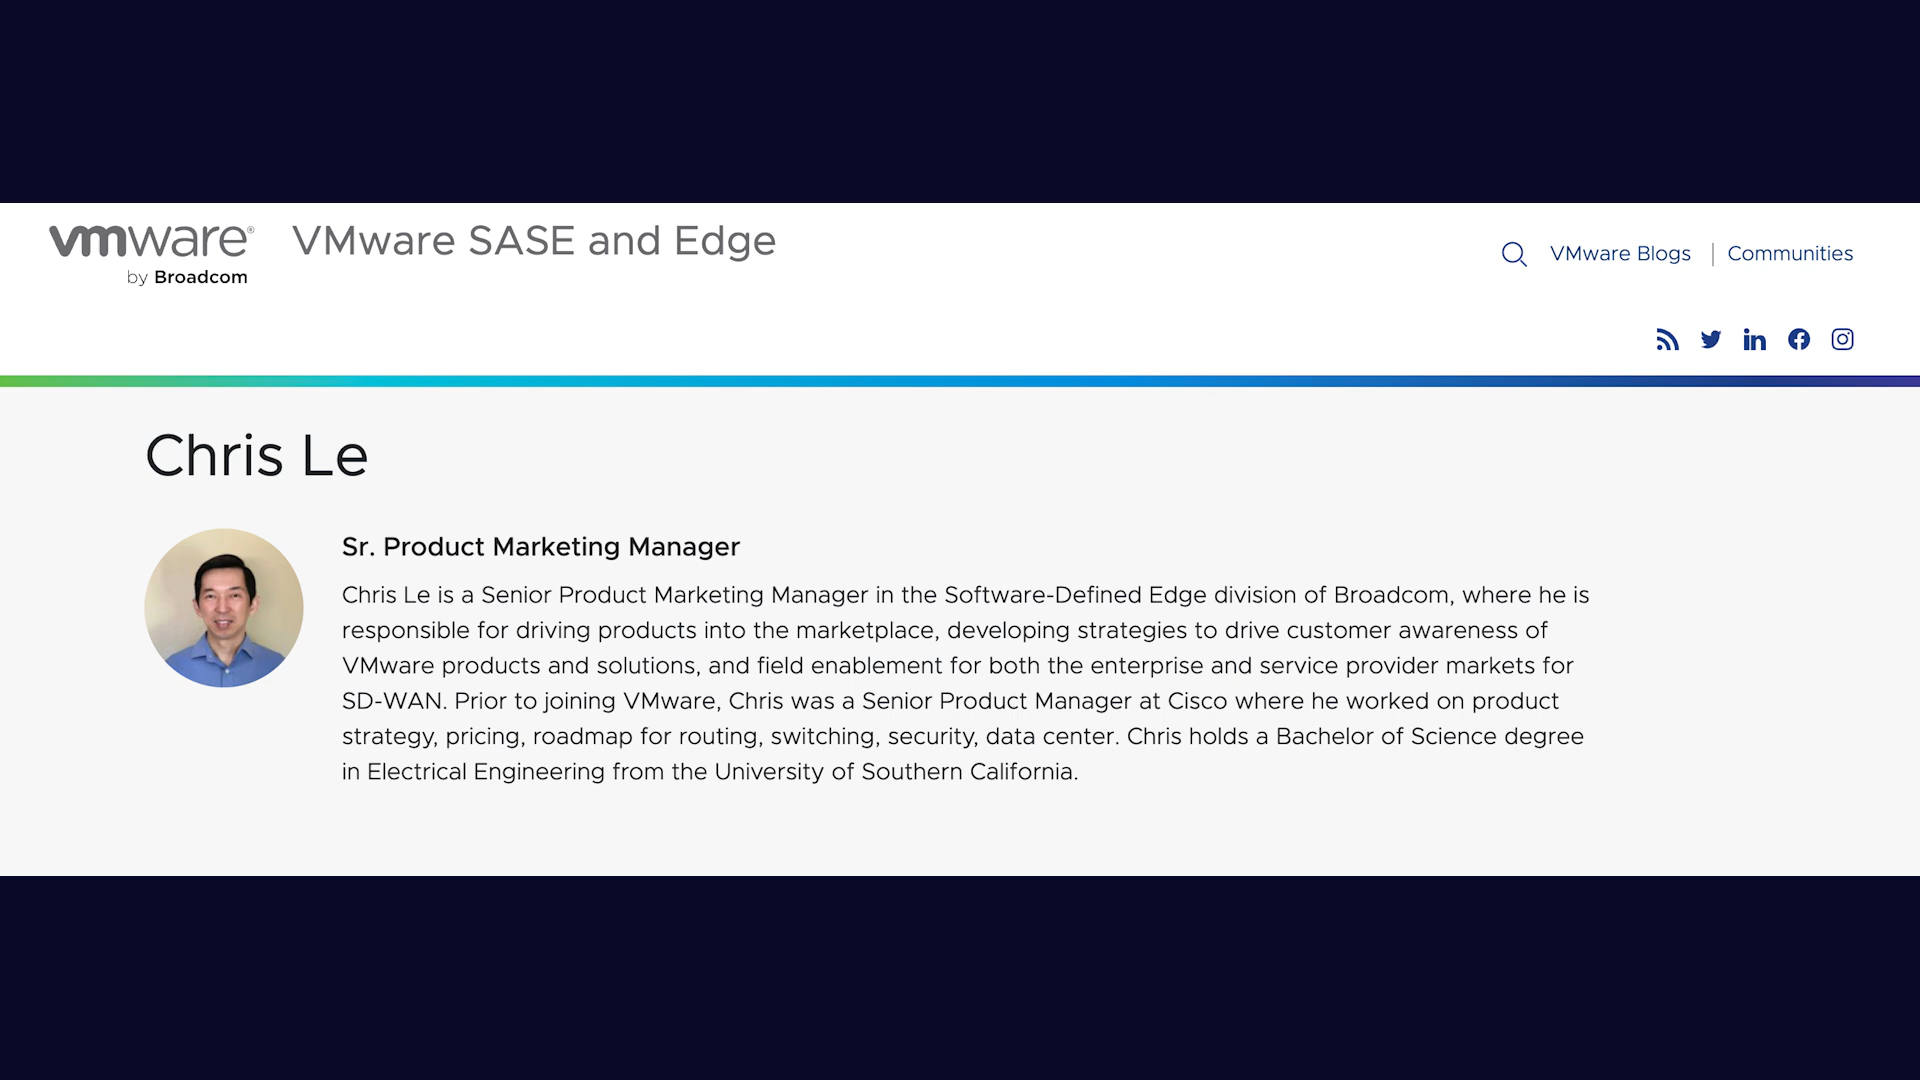 vmware®
by Broadcom
VMware SASE and Edge
VMware Blogs | Communities
Chris Le
Sr. Product Marketing Manager
Chris Le is a Senior Product Marketing Manager in the Software-Defined Edge division of Broadcom, where he is
responsible for driving products into the marketplace, developing strategies to drive customer awareness of
VMware products and solutions, and field enablement for both the enterprise and service provider markets for
SD-WAN. Prior to joining VMware, Chris was a Senior Product Manager at Cisco where he worked on product
strategy, pricing, roadmap for routing, switching, security, data center. Chris holds a Bachelor of Science degree
in Electrical Engineering from the University of Southern California.